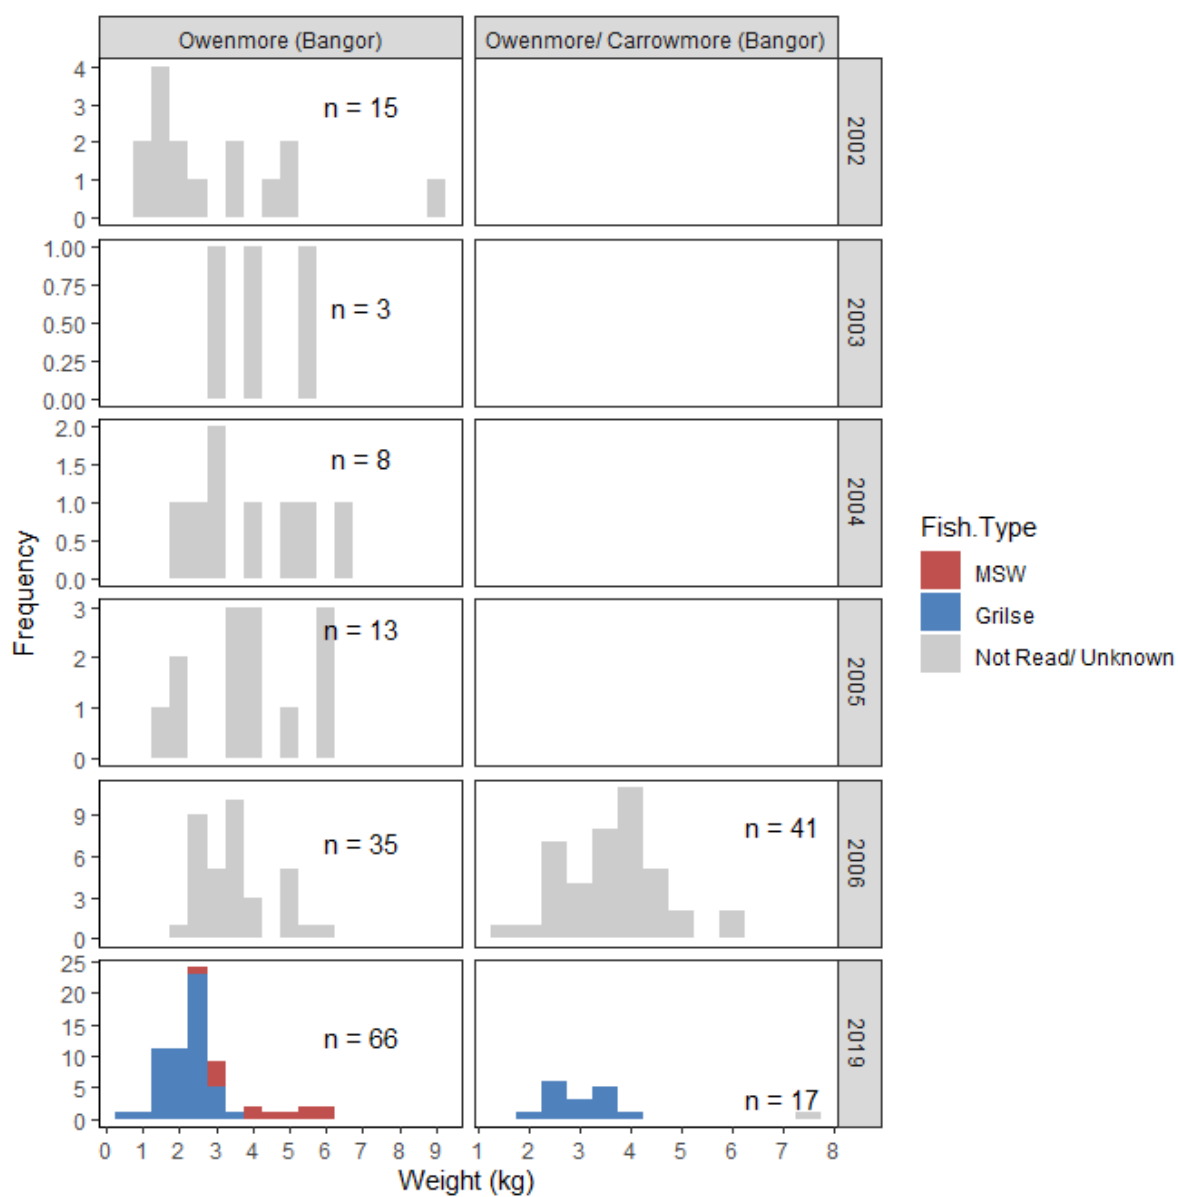 Owenmore (Bangor)
Owenmore/ Carrowmore (Bangor)
4
3
2
1
0
n = 15
2002
1.00
0.75
0.50
0.25
0.00
n = 3
2003
2.0
1.5
1.0
0.5
0.0
n = 8
2004
3
2
1
0
n = 13
2005
9
6
3
0
n = 35
n = 41
2006
25
20
15
10
5
0
n = 66
n = 17
2019
0 1 2 3 4 5 6 7 8 9
1 2 3 4 5 6 7 8
Weight (kg)
Frequency
Fish.Type
MSW
Grilse
Not Read/ Unknown